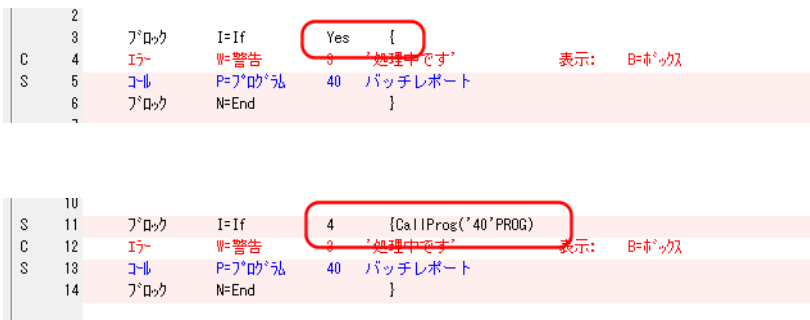 2
3 ﾌﾞﾛｯｸ I=If Yes {
C 4 ｴﾗｰ W=警告 3 '処理中です' 表示: B=ﾎﾞｯｸｽ
S 5 ｺｰﾙ P=ﾌﾟﾛｸﾞﾗﾑ 40 バッチレポート
6 ﾌﾞﾛｯｸ N=End }
10
S 11 ﾌﾞﾛｯｸ I=If 4 {CallProg('40'PROG)
C 12 ｴﾗｰ W=警告 3 '処理中です' 表示: B=ﾎﾞｯｸｽ
S 13 ｺｰﾙ P=ﾌﾟﾛｸﾞﾗﾑ 40 バッチレポート
14 ﾌﾞﾛｯｸ N=End }